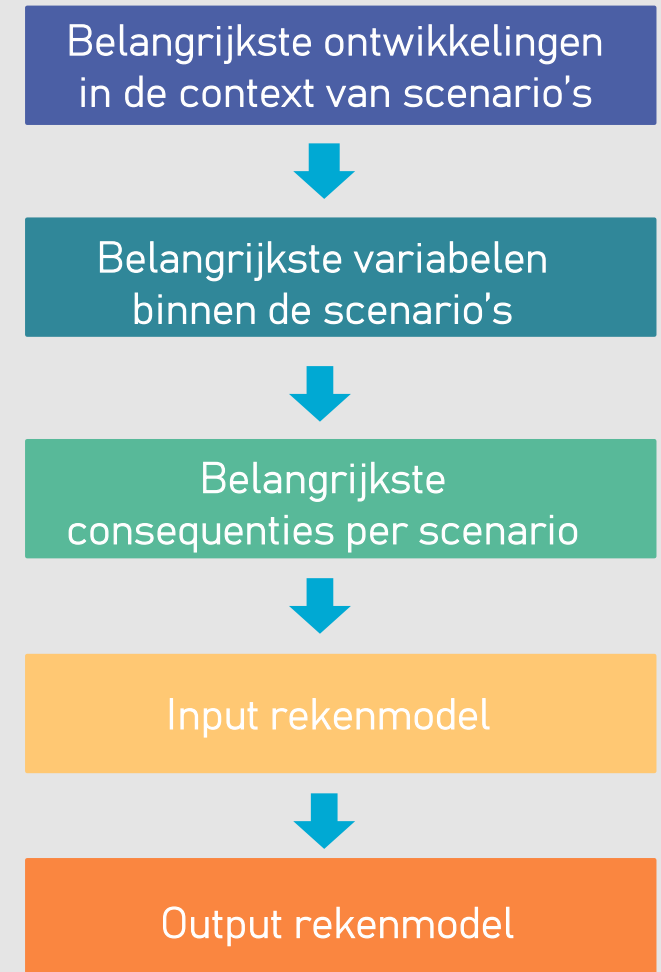 Belangrijkste ontwikkelingen
in de context van scenario's
Belangrijkste variabelen
binnen de scenario's
Belangrijkste
consequenties per scenario
Input rekenmodel
Output rekenmodel